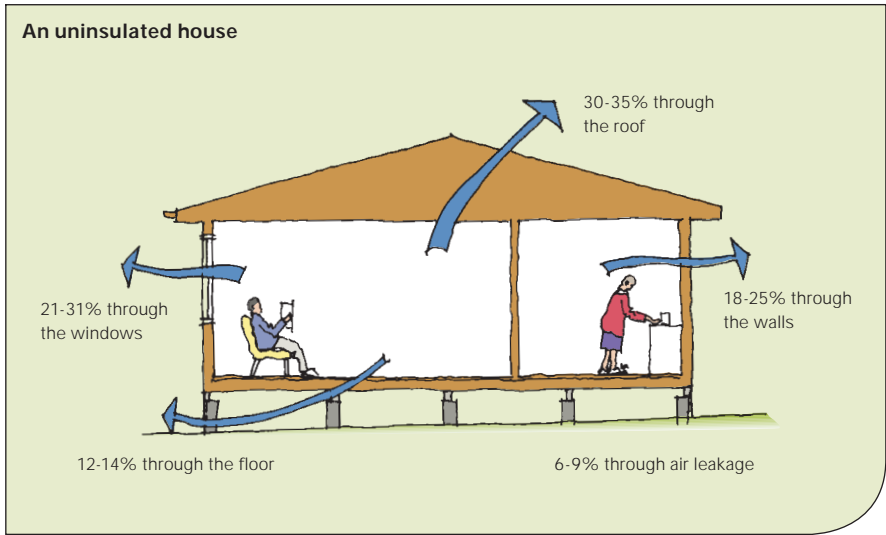 An uninsulated house
30-35% through
the roof
21-31% through
the windows
18-25% through
the walls
12-14% through the floor
6-9% through air leakage